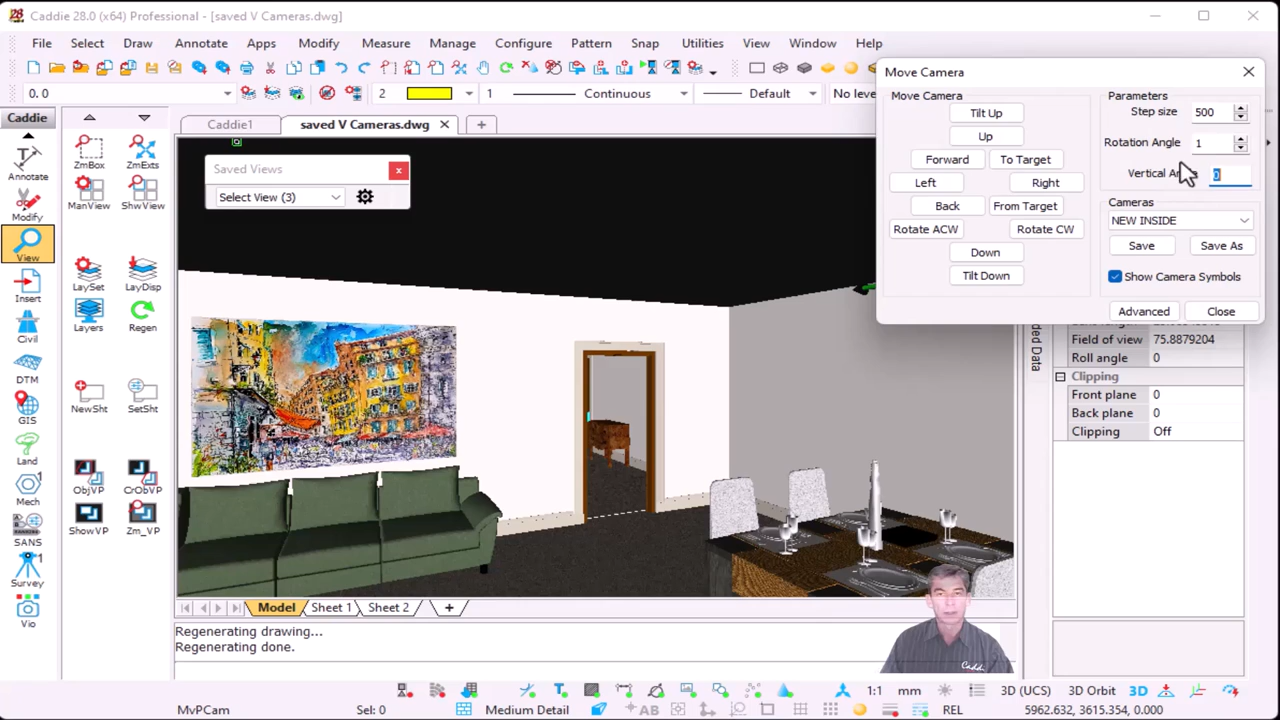 Caddie 28.0 (x64) Professional - [saved V Cameras.dwg]
File Select Draw Annotate Apps Modify Measure Manage Configure Pattern Snap Utilities View Window Help
0. 0 2 1 Continuous Default No leve
Caddie
Annotate
Modify
View
Insert
Civil
DTM
GIS
Land
Mech
SANS
Survey
Vio
ZmBox ZmExts
ManView ShwView
LaySet LayDisp
Layers Regen
NewSht SetSht
ObjVP CrObVP
ShowVP Zm_VP
Caddie1 saved V Cameras.dwg
Saved Views
Select View (3)
Move Camera
Move Camera
Tilt Up
Up
Forward To Target
Left Right
Back From Target
Rotate ACW Rotate CW
Down
Tilt Down
Parameters
Step size 500
Rotation Angle 1
Vertical 0
Cameras
NEW INSIDE
Save Save As
Show Camera Symbols
Advanced Close
Field of view 75.8879204
Roll angle 0
Clipping
Front plane 0
Back plane 0
Clipping Off
Model Sheet 1 Sheet 2
Regenerating drawing...
Regenerating done.
Caddie
1:1 mm 3D (UCS) 3D Orbit 3D
MvPCam Sel: 0 Medium Detail AB REL 5962.632, 3615.354, 0.000